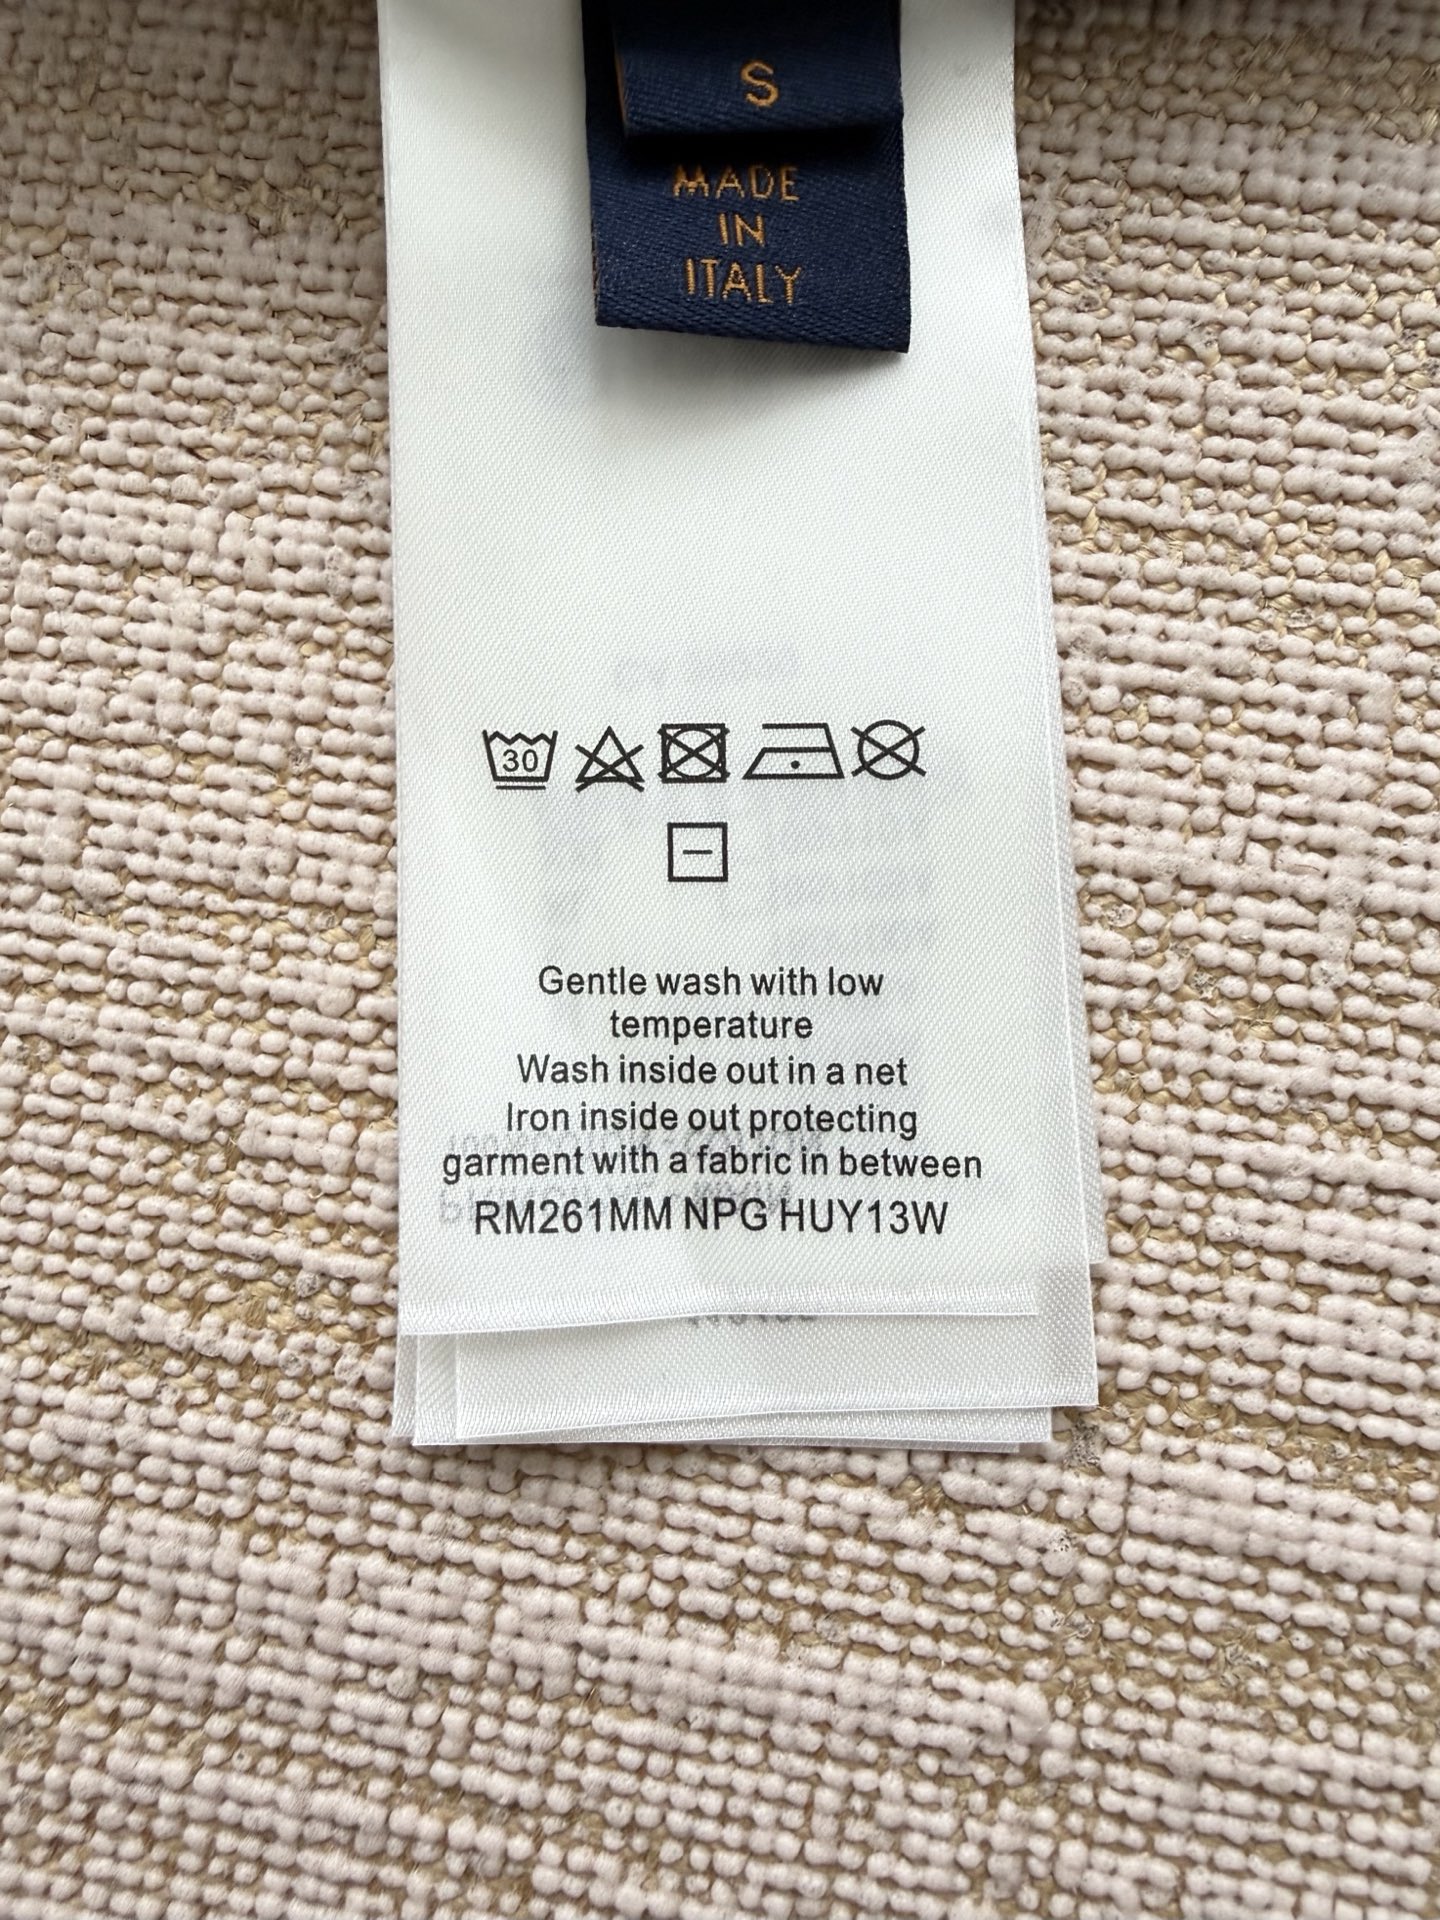 S
MADE
IN
ITALY
30
Gentle wash with low
temperature
Wash inside out in a net
Iron inside out protecting
garment with a fabric in between
RM261MM NPG HUY13W